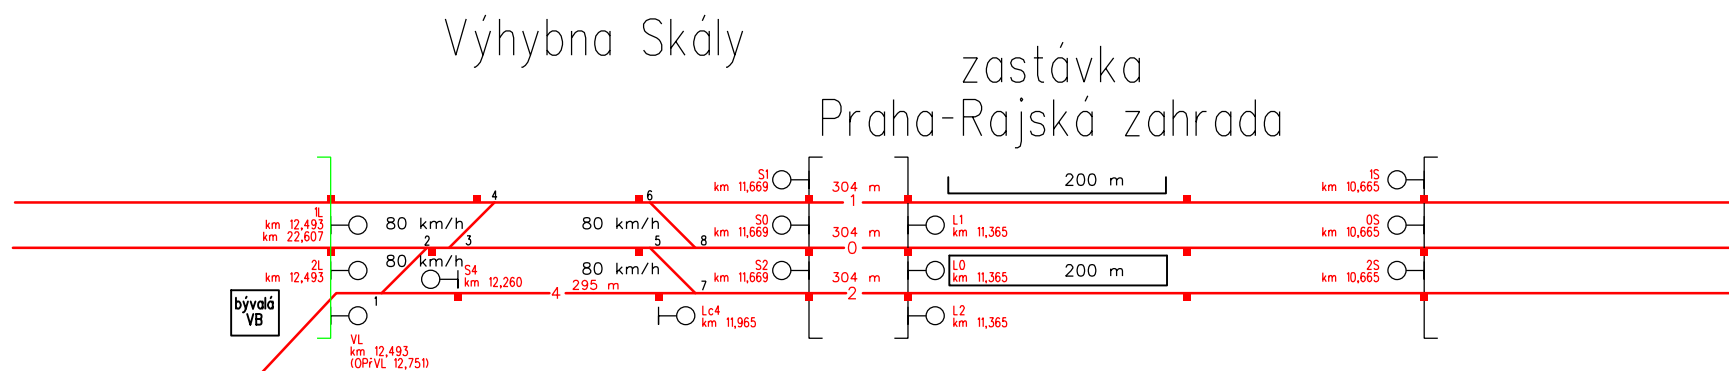 Výhybna Skály
zastávka
Praha-Rajská zahrada
S1
km 11,669
304 m
200 m
1S
km 10,665
4
6
1
1L
km 12,493
km 22,607
80 km/h
80 km/h
S0
km 11,669
304 m
L1
km 11,365
0S
km 10,665
2
3
5
8
0
2L
km 12,493
80 km/h
S4
km 12,260
80 km/h
295 m
S2
km 11,669
304 m
L0
km 11,365
200 m
2S
km 10,665
1
4
7
2
bývalá
VB
Lc4
km 11,965
L2
km 11,365
VL
km 12,493
(OPřVL 12,751)